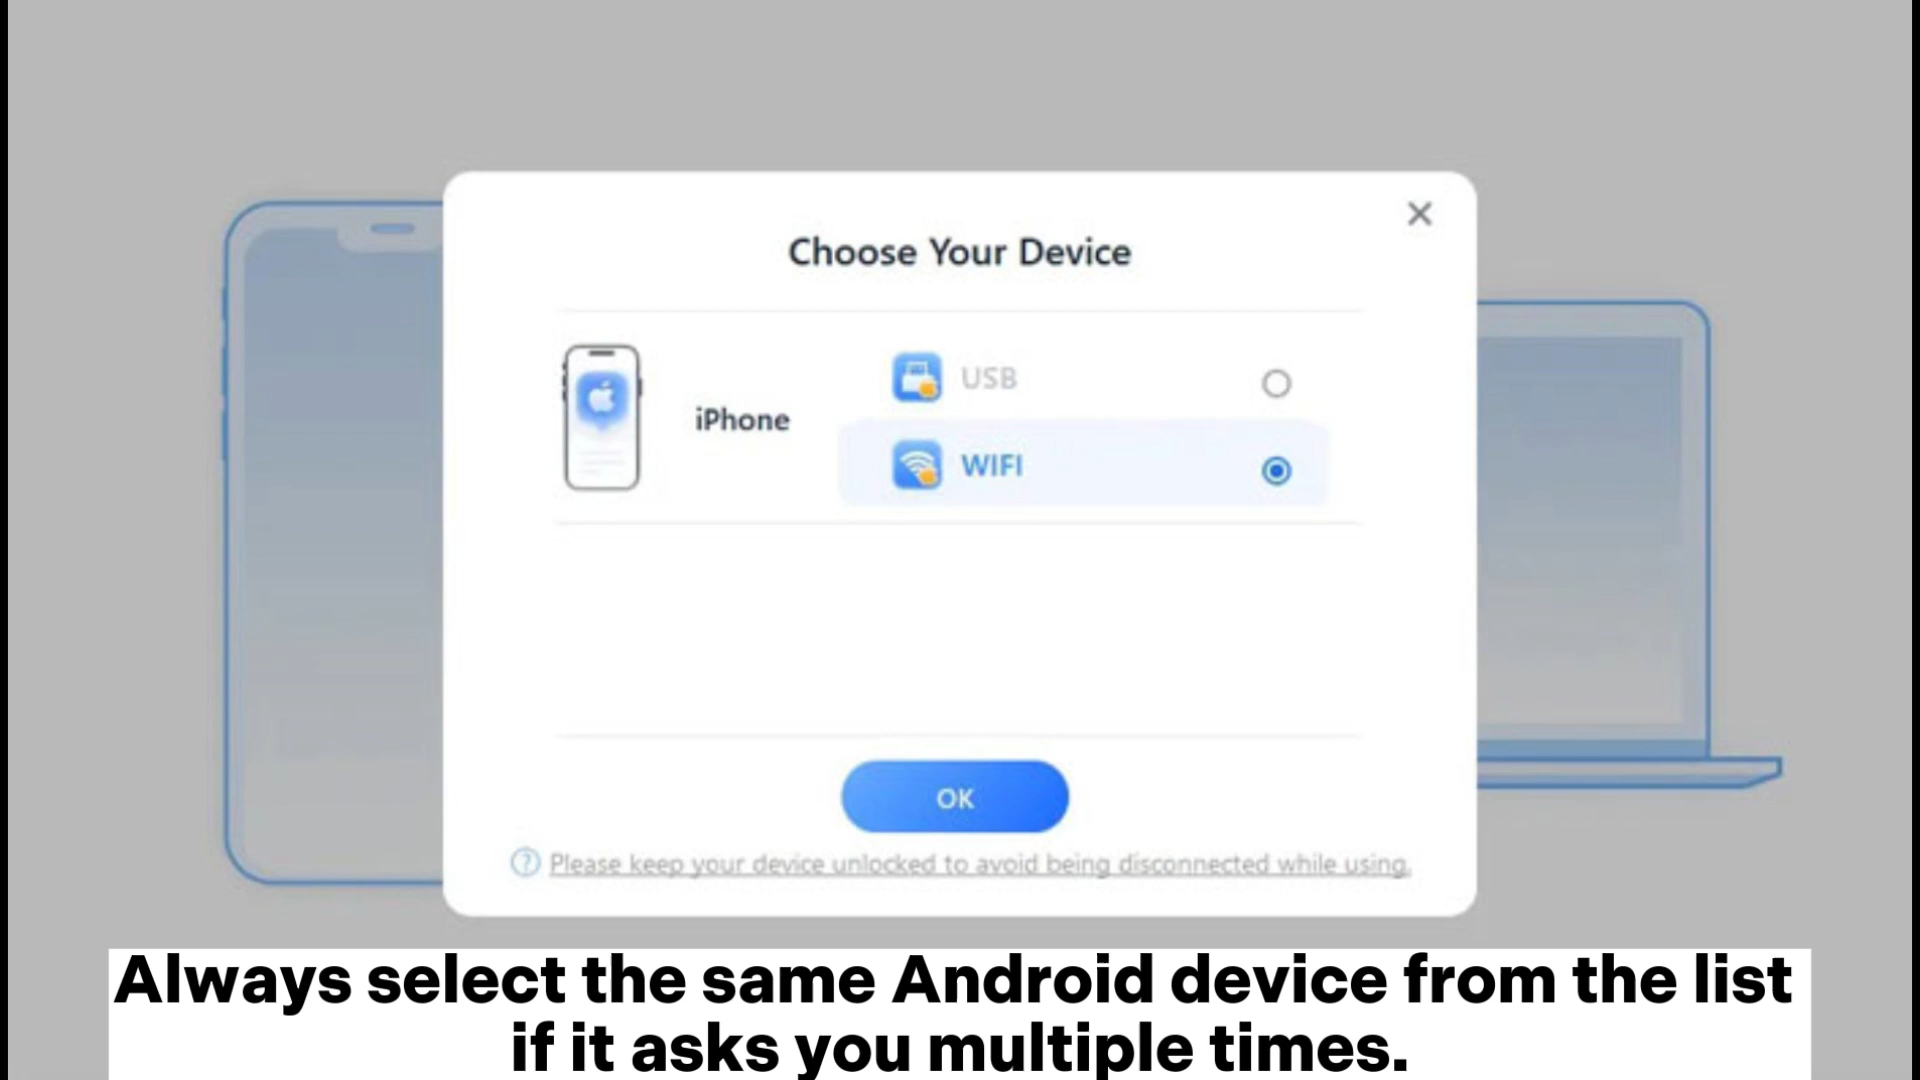 Choose Your Device
USB
iPhone
WIFI
OK
Please keep your device unlocked to avoid being disconnected while using.
Always select the same Android device from the list
if it asks you multiple times.